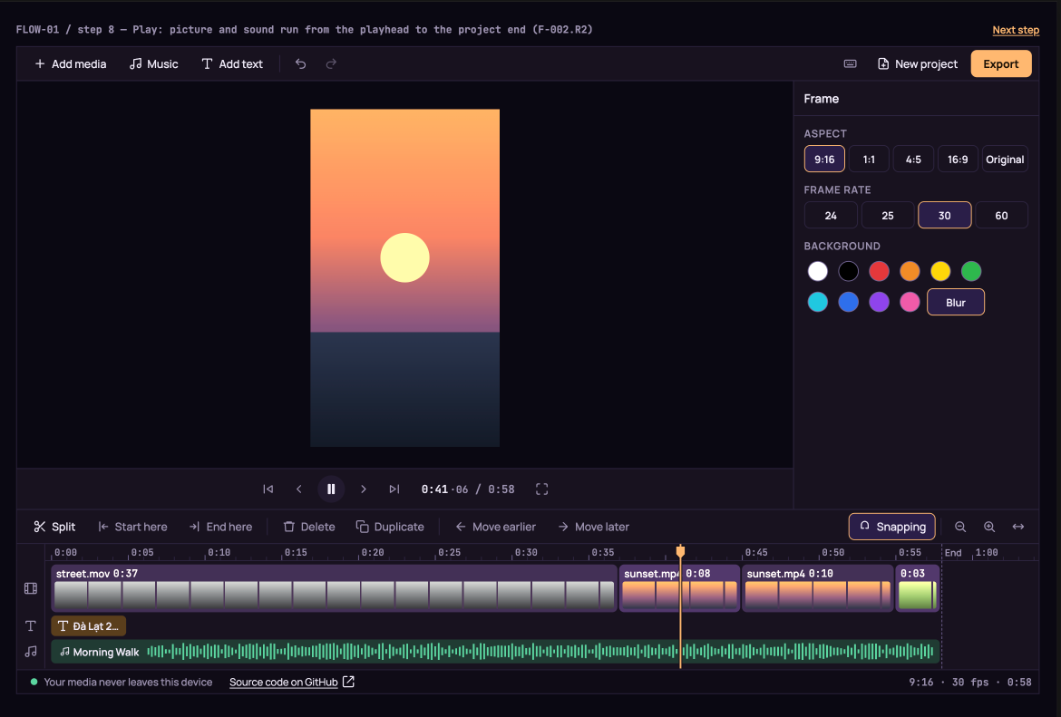 FLOW-01 / step 8 — Play: picture and sound run from the playhead to the project end (F-002.R2)
Next step
Add media
Music
Add text
New project
Export
Frame
ASPECT
9:16
1:1
4:5
16:9
Original
FRAME RATE
24
25
30
60
BACKGROUND
Blur
0:41·06 / 0:58
Split
Start here
End here
Delete
Duplicate
Move earlier
Move later
Snapping
0:00
0:05
0:10
0:15
0:20
0:25
0:30
0:35
0:45
0:50
0:55
End
1:00
street.mov 0:37
sunset.mp4 0:08
sunset.mp4 0:10
0:03
Đà Lạt 2...
Morning Walk
Your media never leaves this device
Source code on GitHub
9:16 · 30 fps · 0:58